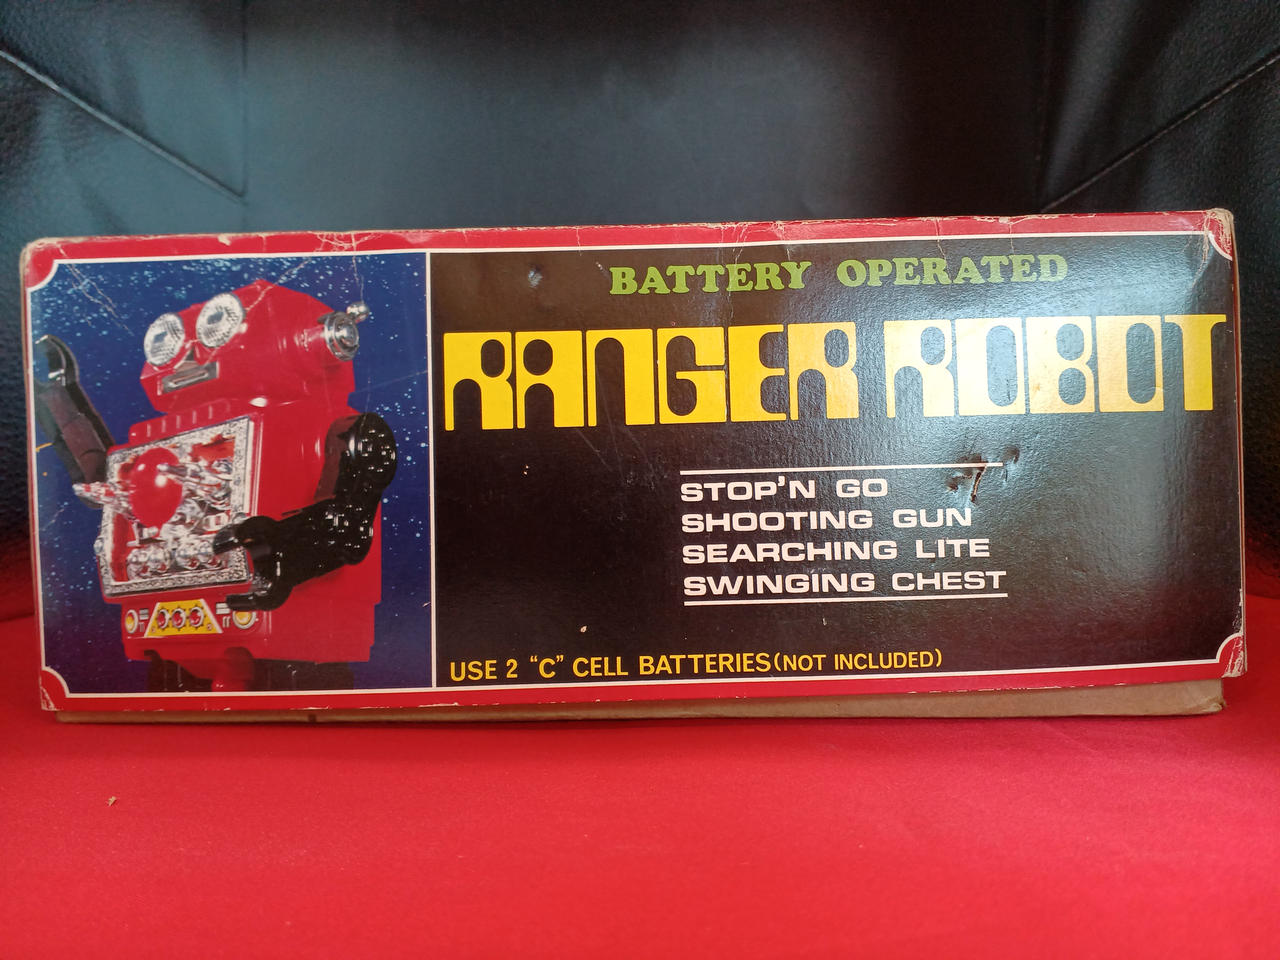 BATTERY OPERATED
RANGER ROBOT
STOP'N GO
SHOOTING GUN
SEARCHING LITE
SWINGING CHEST
USE 2 "C" CELL BATTERIES(NOT INCLUDED)